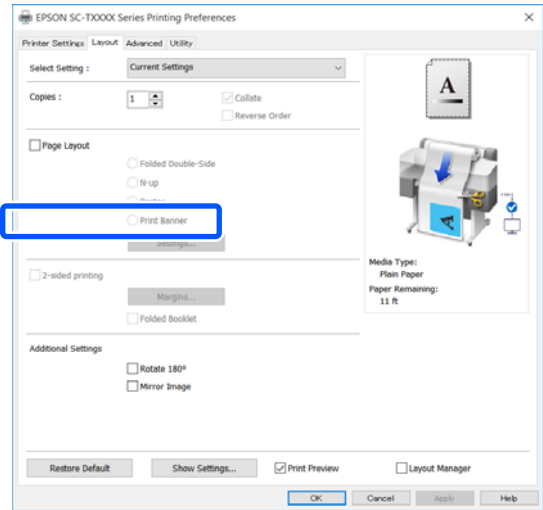 EPSON SC-TXXXX Series Printing Preferences
Printer Settings Layout Advanced Utility
Select Setting : Current Settings
Copies : 1 Collate
Reverse Order
Page Layout
Folded Double-Side
N-up
Print Banner
Settings...
2-sided printing
Margins...
Folded Booklet
Additional Settings
Rotate 180°
Mirror Image
A
A
Media Type:
Plain Paper
Paper Remaining:
11 ft
Restore Default Show Settings... Print Preview Layout Manager
OK Cancel Apply Help